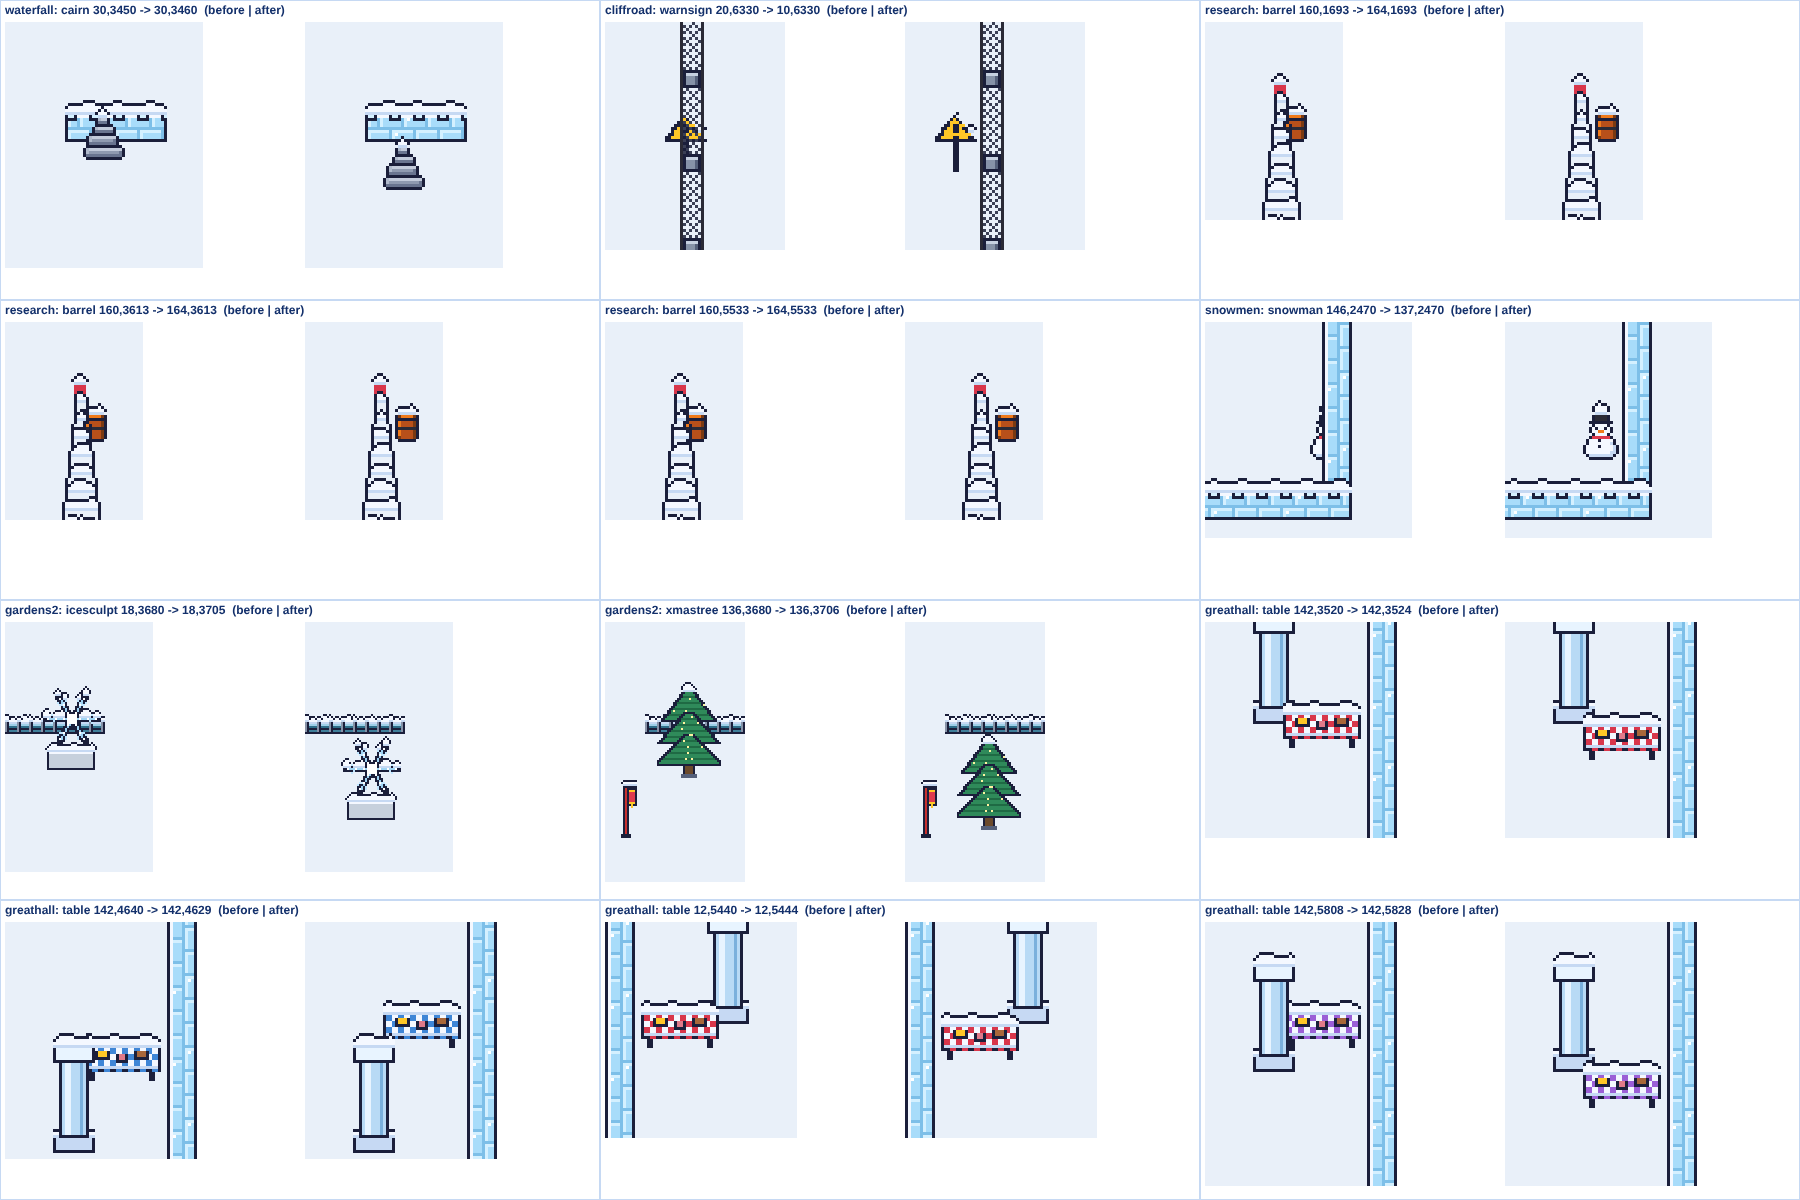 waterfall: cairn 30,3450 -> 30,3460 (before | after)
cliffroad: warnsign 20,6330 -> 10,6330 (before | after)
research: barrel 160,1693 -> 164,1693 (before | after)
research: barrel 160,3613 -> 164,3613 (before | after)
research: barrel 160,5533 -> 164,5533 (before | after)
snowmen: snowman 146,2470 -> 137,2470 (before | after)
gardens2: icesculpt 18,3680 -> 18,3705 (before | after)
gardens2: xmastree 136,3680 -> 136,3706 (before | after)
greathall: table 142,3520 -> 142,3524 (before | after)
greathall: table 142,4640 -> 142,4629 (before | after)
greathall: table 12,5440 -> 12,5444 (before | after)
greathall: table 142,5808 -> 142,5828 (before | after)